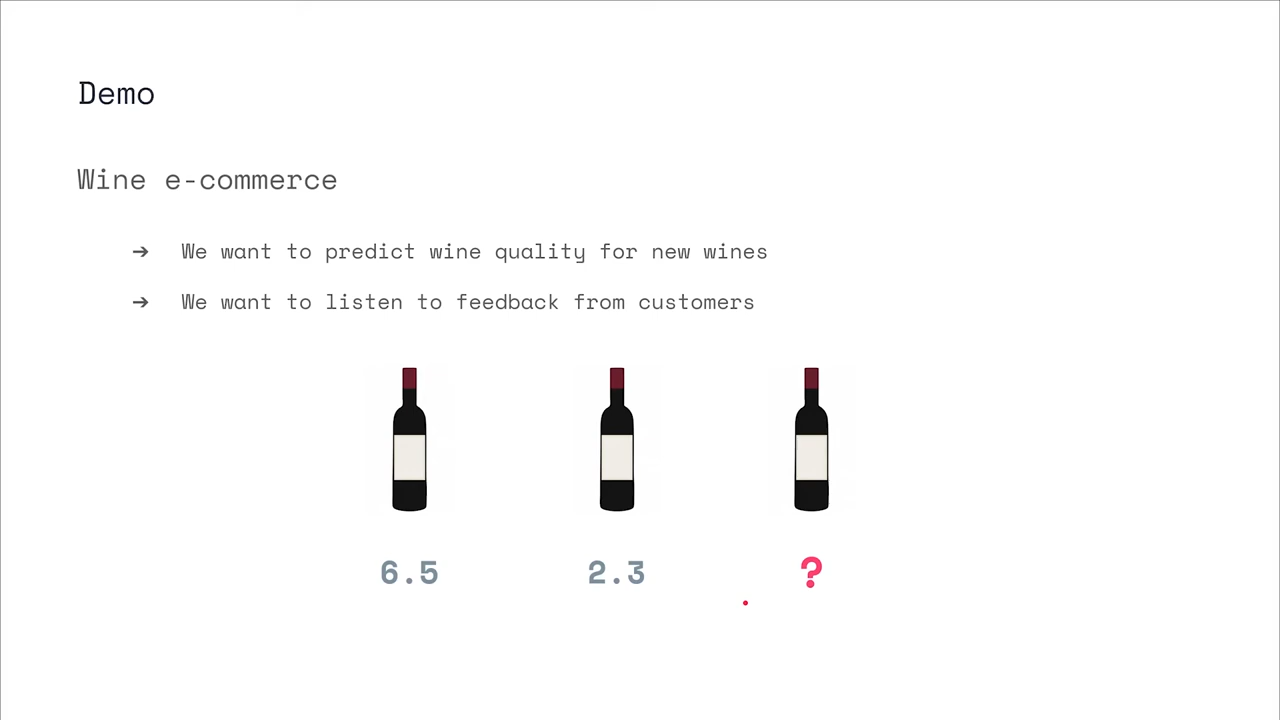 Demo
Wine e-commerce
➔ We want to predict wine quality for new wines
➔ We want to listen to feedback from customers
6.5 2.3 ?